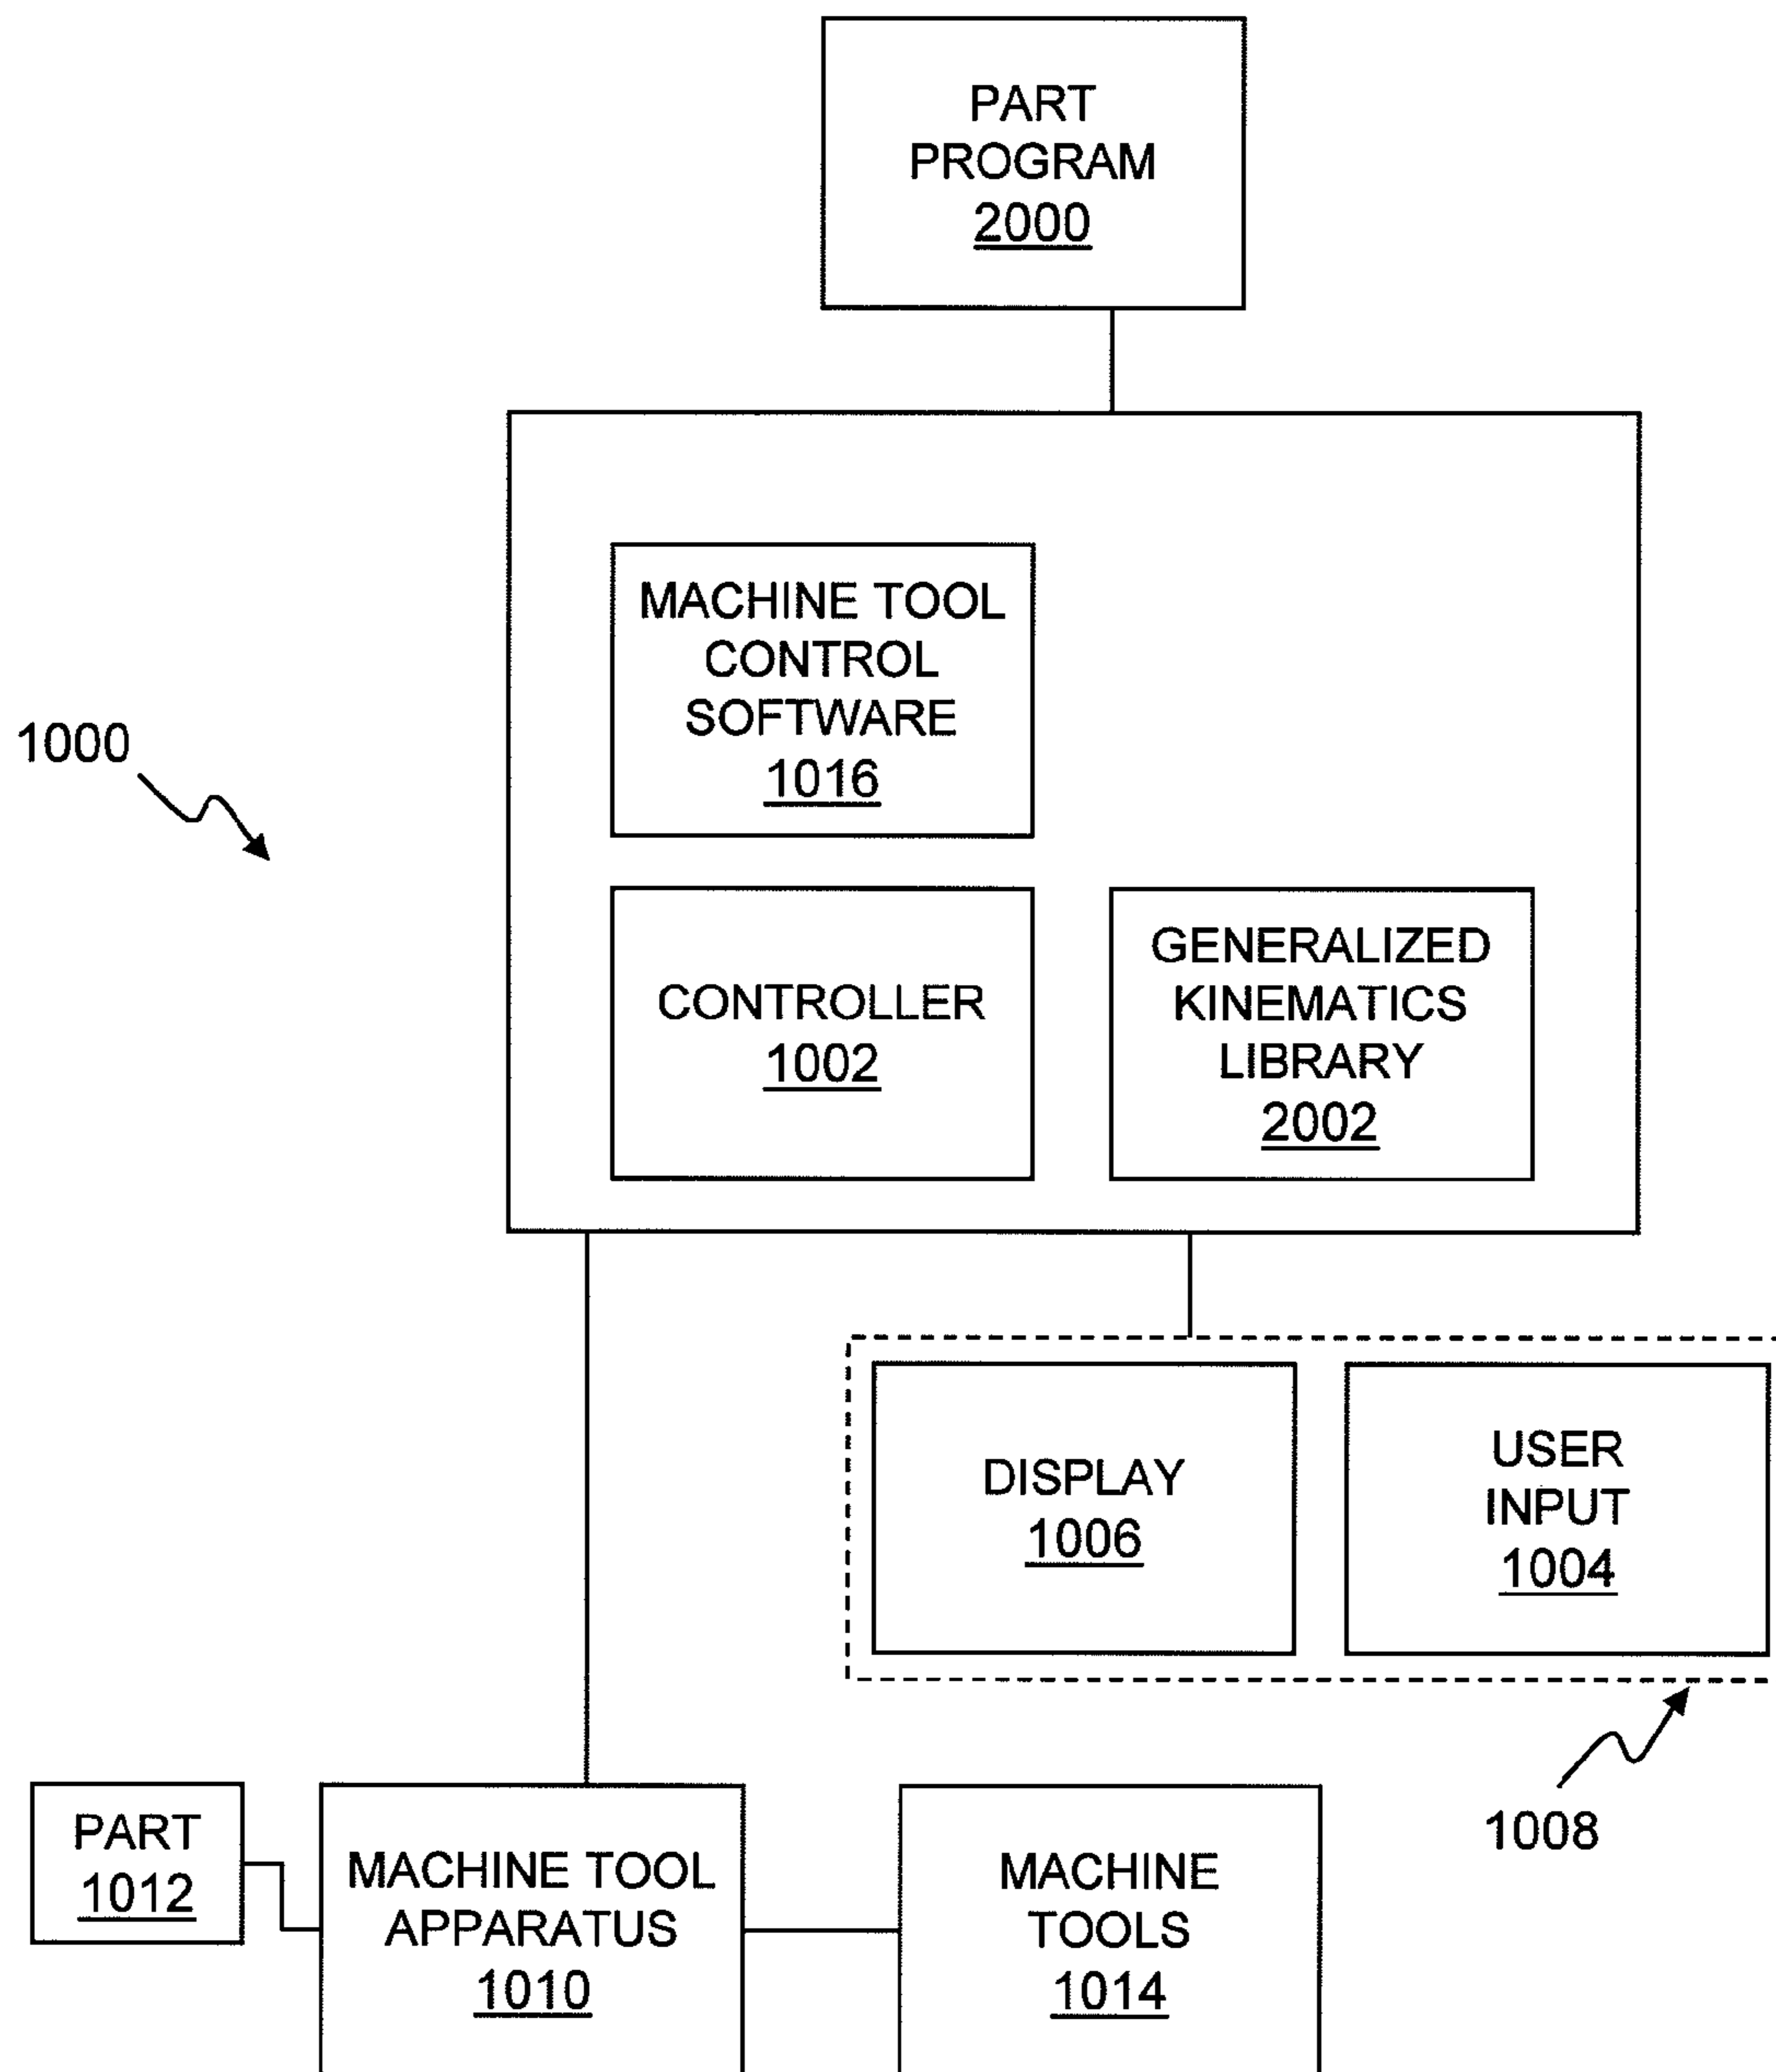 PART
PROGRAM
2000
MACHINE TOOL
CONTROL
SOFTWARE
1016
1000
CONTROLLER
1002
GENERALIZED
KINEMATICS
LIBRARY
2002
DISPLAY
1006
USER
INPUT
1004
1008
PART
1012
MACHINE TOOL
APPARATUS
1010
MACHINE
TOOLS
1014